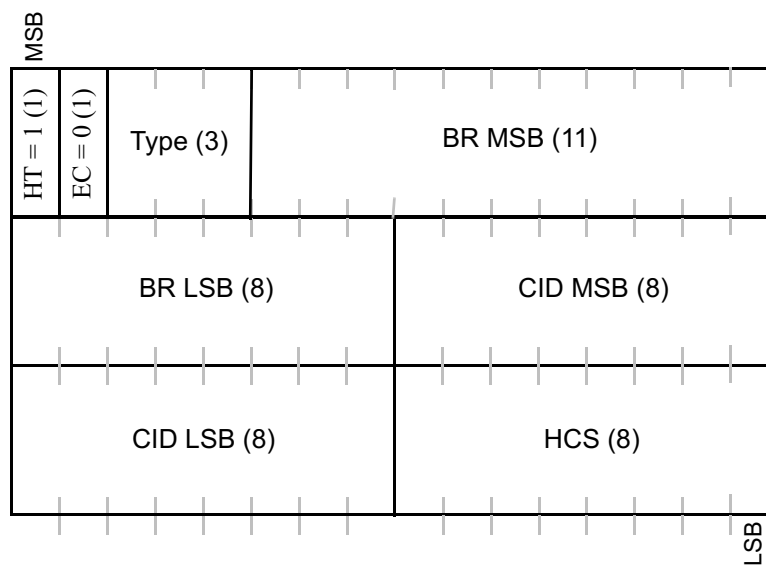 MSB
HT = 1 (1)
EC = 0 (1)
Type (3)
BR MSB (11)
BR LSB (8)
CID MSB (8)
CID LSB (8)
HCS (8)
LSB